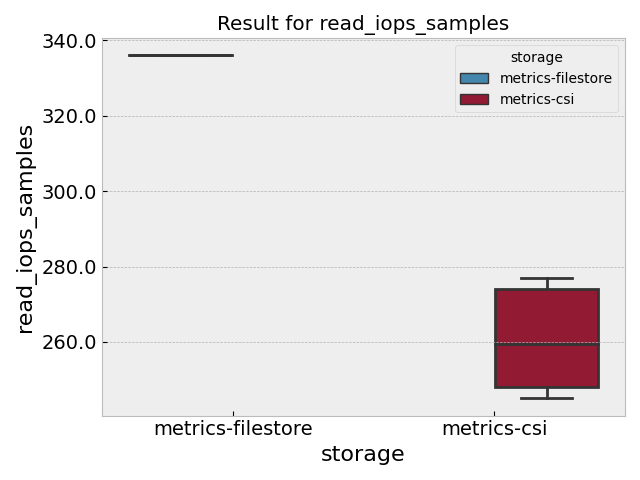 Result for read_iops_samples
storage
metrics-filestore
metrics-csi
read_iops_samples
340.0
320.0
300.0
280.0
260.0
metrics-filestore
metrics-csi
storage